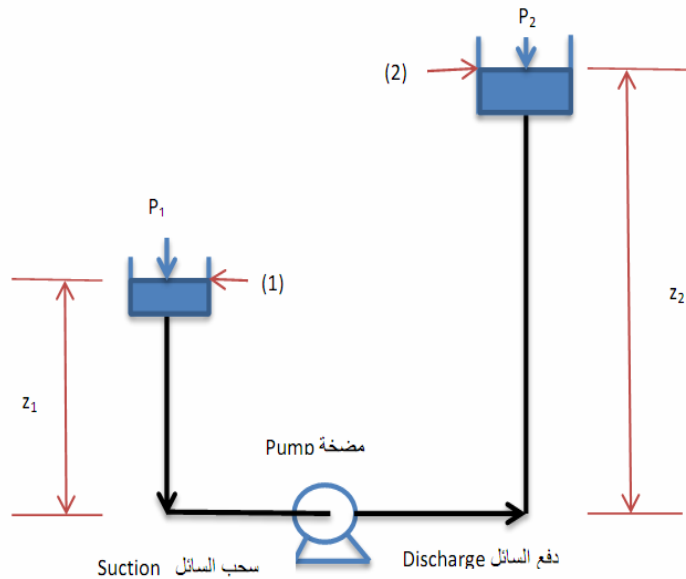 P₂
(2)
P₁
(1)
z₂
z₁
Pump مضخة
Suction سحب السائل
Discharge دفع السائل